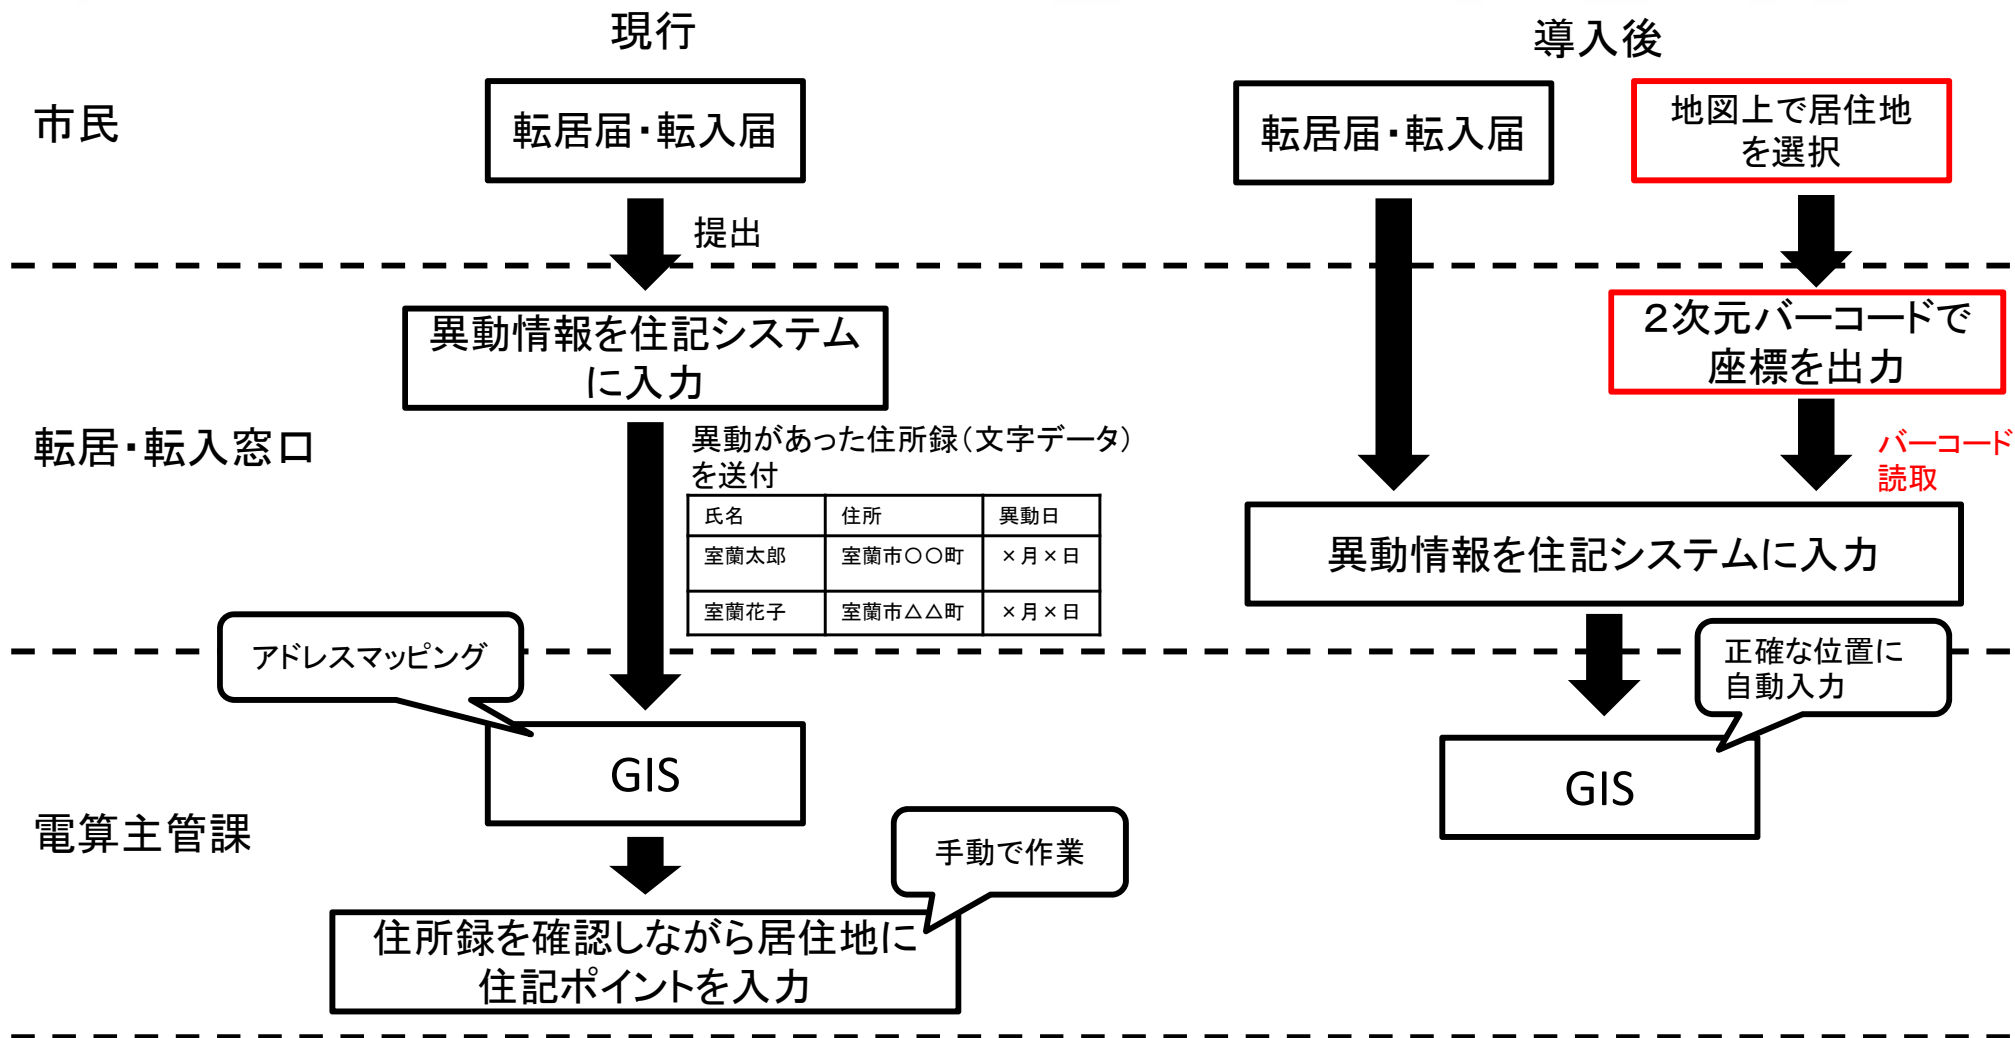 現行
導入後
市民
転居届・転入届
転居届・転入届
地図上で居住地
を選択
提出
異動情報を住記システム
に入力
2次元バーコードで
座標を出力
転居・転入窓口
異動があった住所録（文字データ）
を送付
バーコード
読取
氏名 住所 異動日
室蘭太郎 室蘭市〇〇町 ×月×日
室蘭花子 室蘭市△△町 ×月×日
異動情報を住記システムに入力
アドレスマッピング
正確な位置に
自動入力
GIS
GIS
電算主管課
手動で作業
住所録を確認しながら居住地に
住記ポイントを入力